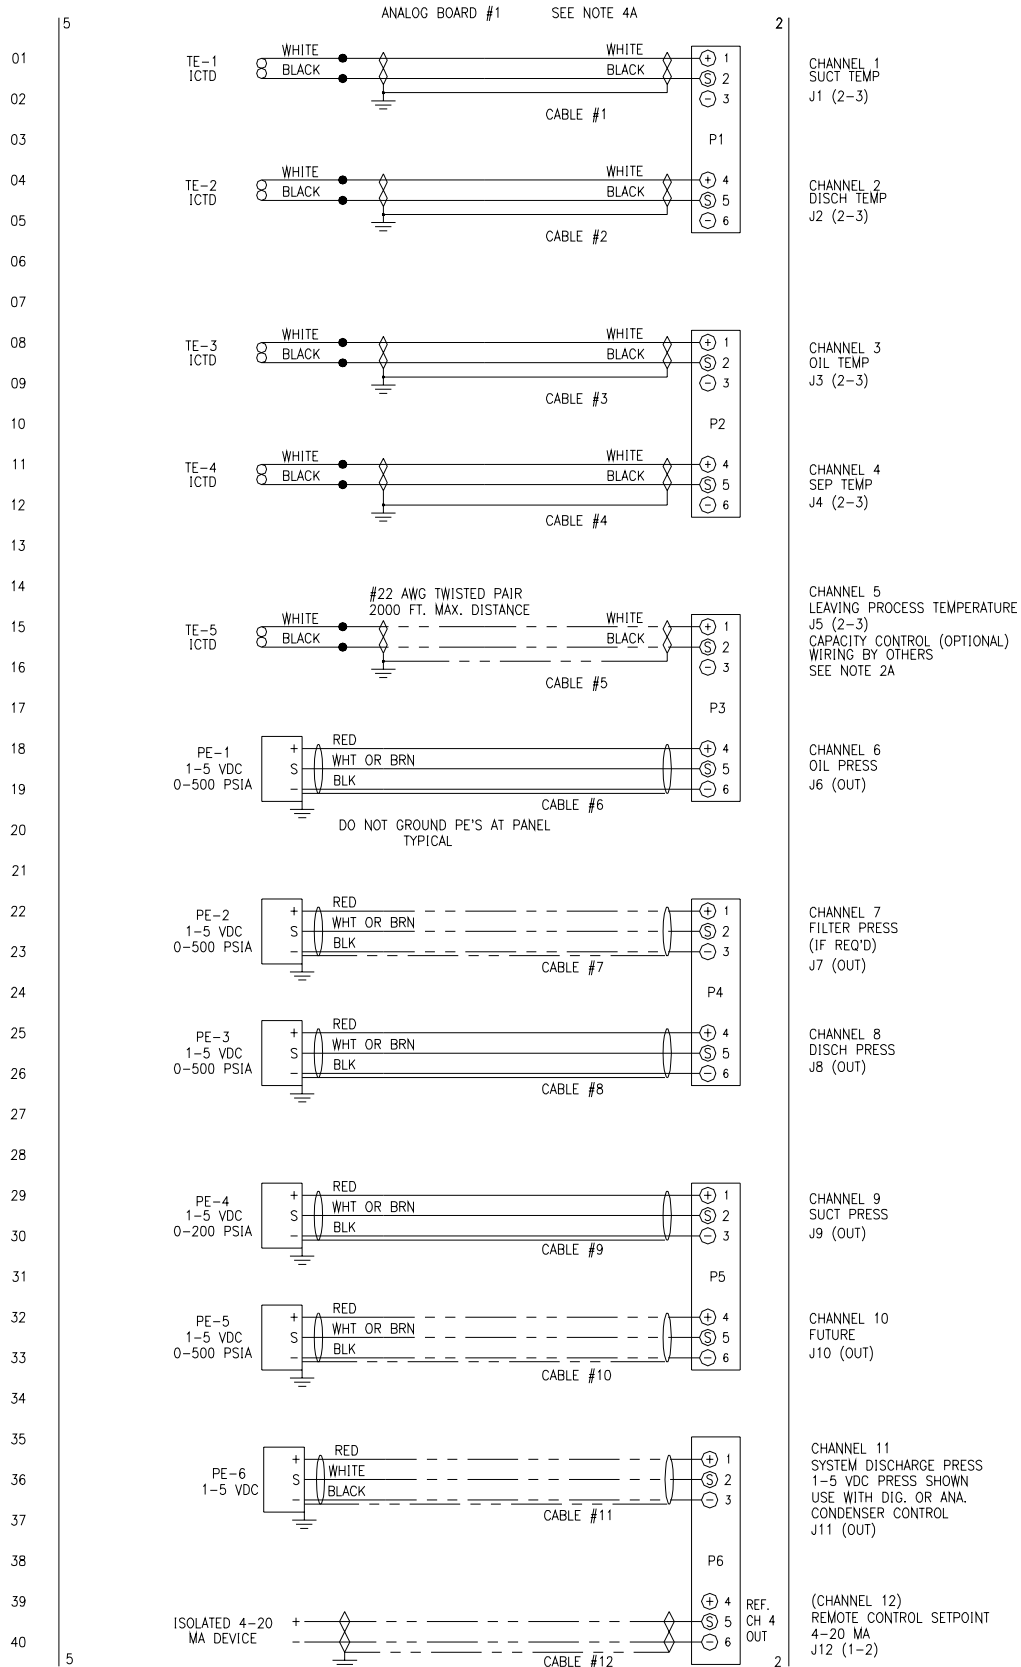 ANALOG BOARD #1 SEE NOTE 4A
5 2
01 TE-1 WHITE WHITE + 1 CHANNEL 1
ICTD BLACK BLACK S 2 SUCT TEMP
02 - 3 J1 (2-3)
CABLE #1
03 P1
04 TE-2 WHITE WHITE + 4 CHANNEL 2
ICTD BLACK BLACK S 5 DISCH TEMP
05 - 6 J2 (2-3)
CABLE #2
06
07
08 TE-3 WHITE WHITE + 1 CHANNEL 3
ICTD BLACK BLACK S 2 OIL TEMP
09 - 3 J3 (2-3)
CABLE #3
10 P2
11 TE-4 WHITE WHITE + 4 CHANNEL 4
ICTD BLACK BLACK S 5 SEP TEMP
12 - 6 J4 (2-3)
CABLE #4
13
14 #22 AWG TWISTED PAIR CHANNEL 5
2000 FT. MAX. DISTANCE LEAVING PROCESS TEMPERATURE
15 TE-5 WHITE WHITE + 1 J5 (2-3)
ICTD BLACK BLACK S 2 CAPACITY CONTROL (OPTIONAL)
WIRING BY OTHERS
16 - 3 SEE NOTE 2A
CABLE #5
17 P3
18 PE-1 + RED + 4 CHANNEL 6
1-5 VDC S WHT OR BRN S 5 OIL PRESS
19 0-500 PSIA - BLK - 6 J6 (OUT)
CABLE #6
20 DO NOT GROUND PE'S AT PANEL
TYPICAL
21
22 PE-2 + RED + 1 CHANNEL 7
1-5 VDC S WHT OR BRN S 2 FILTER PRESS
23 0-500 PSIA - BLK - 3 (IF REQ'D)
CABLE #7 J7 (OUT)
24 P4
25 PE-3 + RED + 4 CHANNEL 8
1-5 VDC S WHT OR BRN S 5 DISCH PRESS
26 0-500 PSIA - BLK - 6 J8 (OUT)
CABLE #8
27
28
29 PE-4 + RED + 1 CHANNEL 9
1-5 VDC S WHT OR BRN S 2 SUCT PRESS
30 0-200 PSIA - BLK - 3 J9 (OUT)
CABLE #9
31 P5
32 PE-5 + RED + 4 CHANNEL 10
1-5 VDC S WHT OR BRN S 5 FUTURE
33 0-500 PSIA - BLK - 6 J10 (OUT)
CABLE #10
34
35 CHANNEL 11
PE-6 + RED + 1 SYSTEM DISCHARGE PRESS
36 1-5 VDC S WHITE S 2 1-5 VDC PRESS SHOWN
- BLACK - 3 USE WITH DIG. OR ANA.
37 CABLE #11 CONDENSER CONTROL
J11 (OUT)
38 P6
39 + 4 REF. (CHANNEL 12)
ISOLATED 4-20 + S 5 CH 4 REMOTE CONTROL SETPOINT
40 MA DEVICE - - 6 OUT 4-20 MA
J12 (1-2)
5 CABLE #12 2